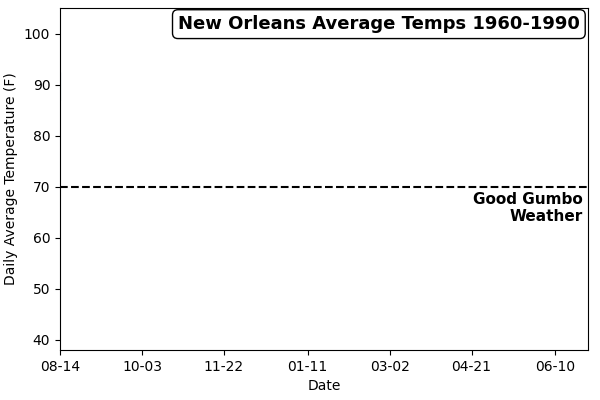 New Orleans Average Temps 1960-1990
Daily Average Temperature (F)
100
90
80
70
60
50
40
Good Gumbo
Weather
08-14 10-03 11-22 01-11 03-02 04-21 06-10
Date